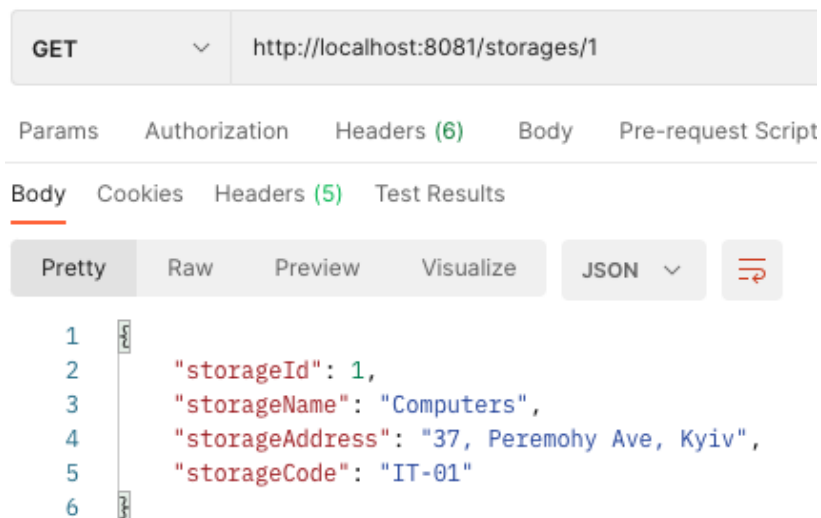 GET http://localhost:8081/storages/1
Params Authorization Headers (6) Body Pre-request Script
Body Cookies Headers (5) Test Results
Pretty Raw Preview Visualize JSON
1 {
2 "storageId": 1,
3 "storageName": "Computers",
4 "storageAddress": "37, Peremohy Ave, Kyiv",
5 "storageCode": "IT-01"
6 }